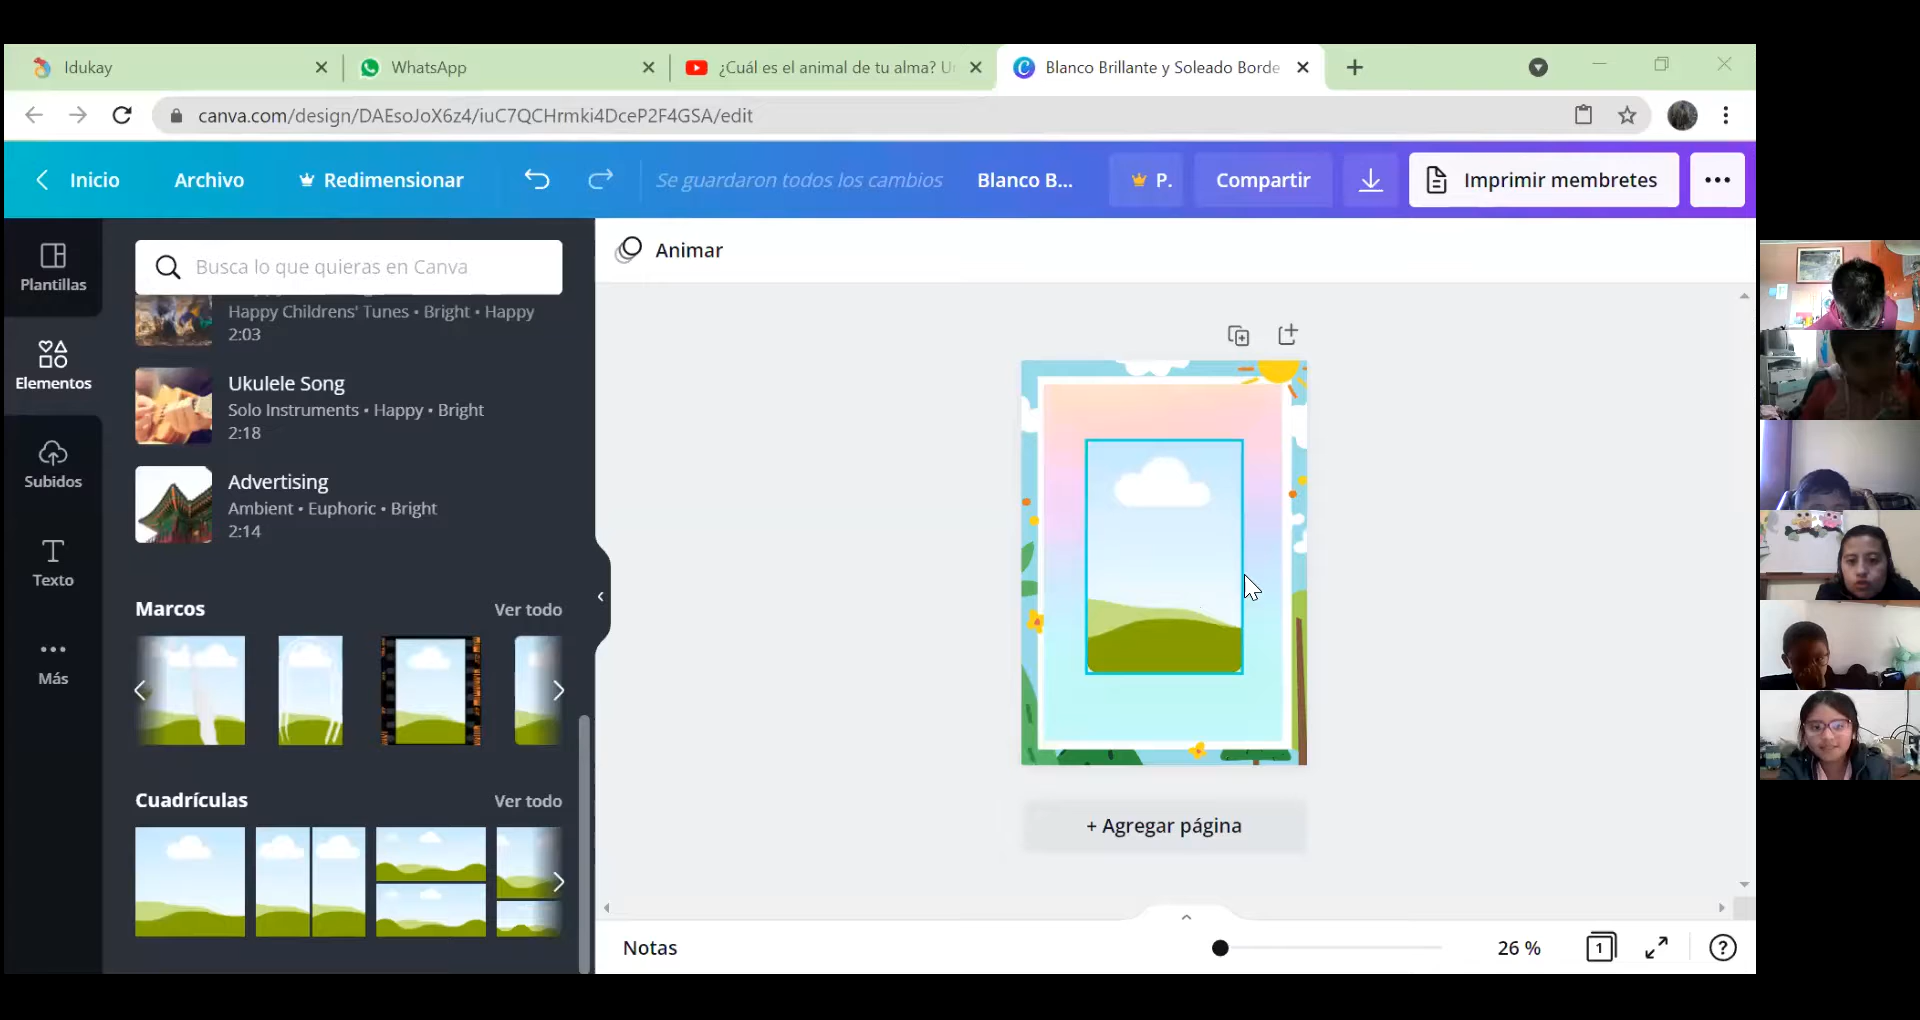 Idukay
WhatsApp
¿Cuál es el animal de tu alma? U
Blanco Brillante y Soleado Borde
canva.com/design/DAEsoJoX6z4/iuC7QCHrmki4DceP2F4GSA/edit
Inicio
Archivo
Redimensionar
Se guardaron todos los cambios
Blanco B...
P.
Compartir
Imprimir membretes
Plantillas
Elementos
Subidos
Texto
Más
Busca lo que quieras en Canva
Happy Childrens' Tunes • Bright • Happy
2:03
Ukulele Song
Solo Instruments • Happy • Bright
2:18
Advertising
Ambient • Euphoric • Bright
2:14
Marcos
Ver todo
Cuadrículas
Ver todo
Animar
+ Agregar página
Notas
26 %
1
?